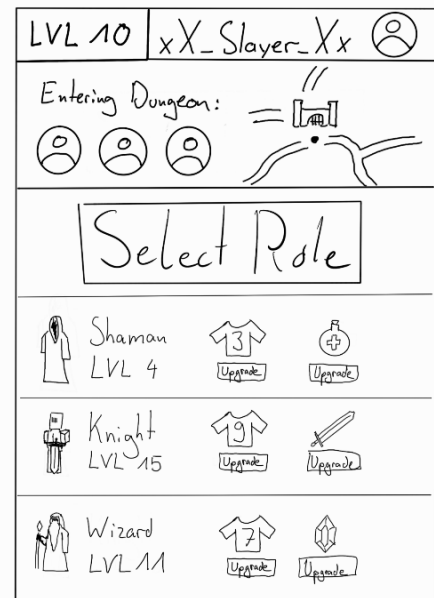 LVL 10
xX_Slayer_Xx
Entering Dungeon:
Select Role
Shaman
LVL 4
3
Upgrade
Upgrade
Knight
LVL 15
9
Upgrade
Upgrade
Wizard
LVL 11
7
Upgrade
Upgrade